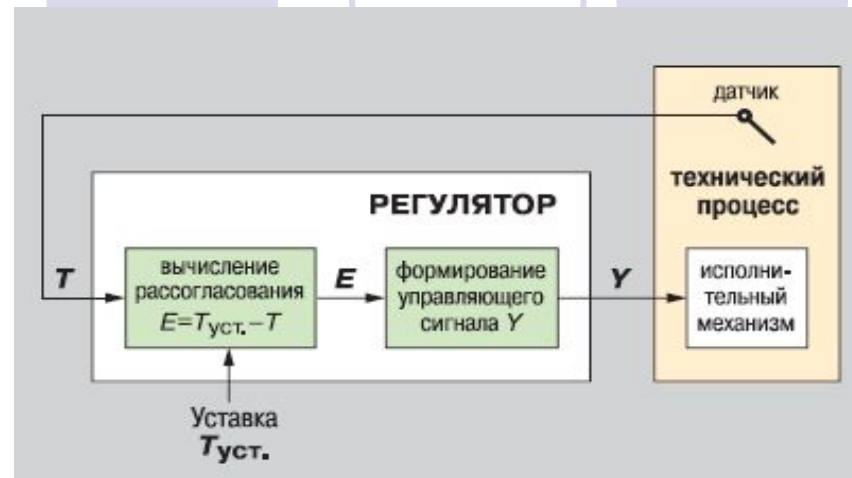 датчик
технический
процесс
РЕГУЛЯТОР
T
вычисление
рассогласования
E=Tуст.–T
E
формирование
управляющего
сигнала Y
Y
исполни-
тельный
механизм
Уставка
Tуст.